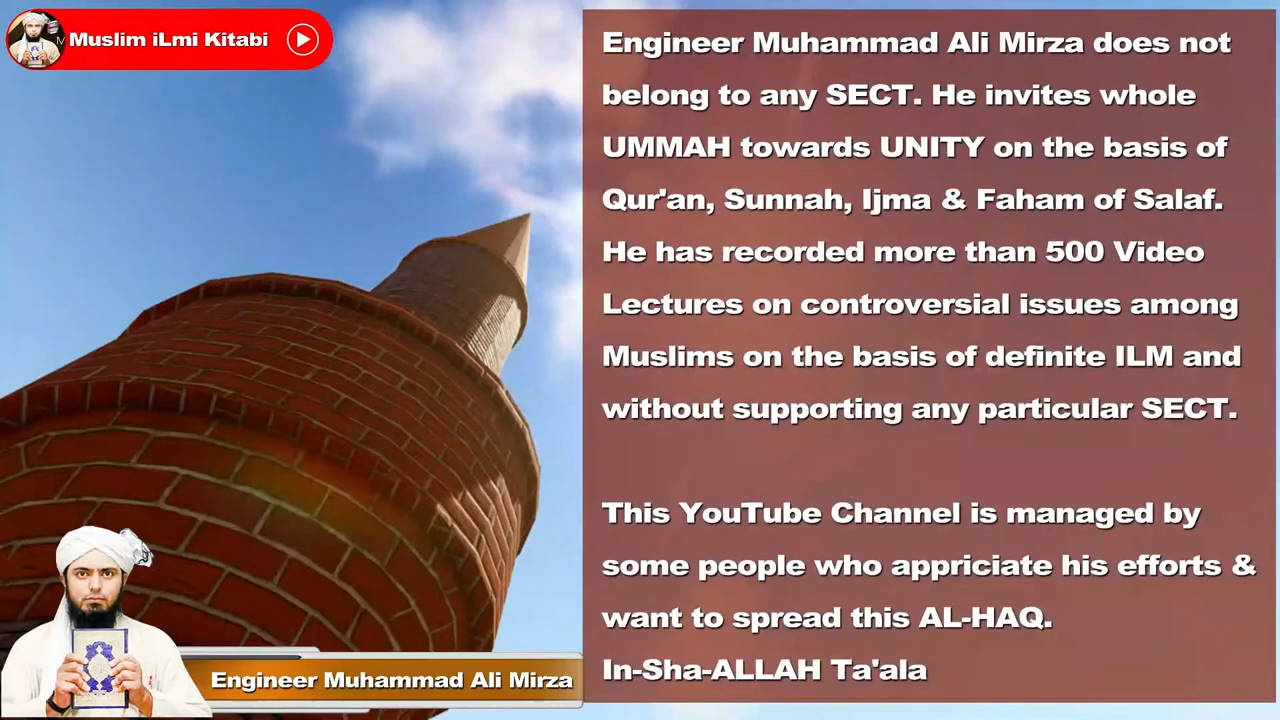 Muslim iLmi Kitabi
Engineer Muhammad Ali Mirza does not
belong to any SECT. He invites whole
UMMAH towards UNITY on the basis of
Qur'an, Sunnah, Ijma & Faham of Salaf.
He has recorded more than 500 Video
Lectures on controversial issues among
Muslims on the basis of definite ILM and
without supporting any particular SECT.
This YouTube Channel is managed by
some people who appriciate his efforts &
want to spread this AL-HAQ.
In-Sha-ALLAH Ta'ala
Engineer Muhammad Ali Mirza